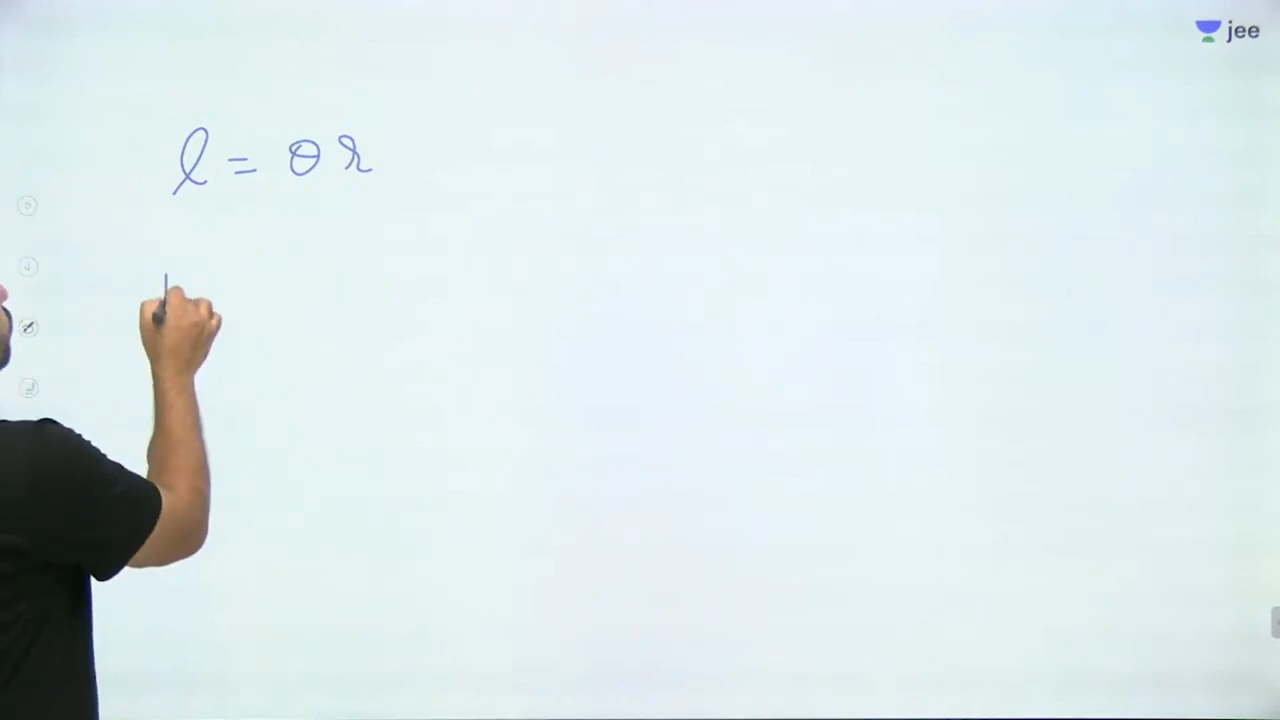 jee
l = θ r